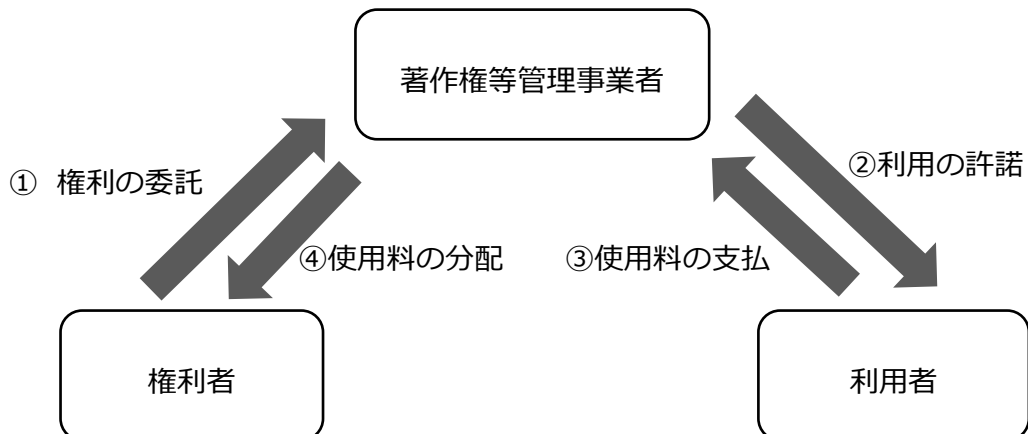 著作権等管理事業者
① 権利の委託
②利用の許諾
④使用料の分配
③使用料の支払
権利者
利用者